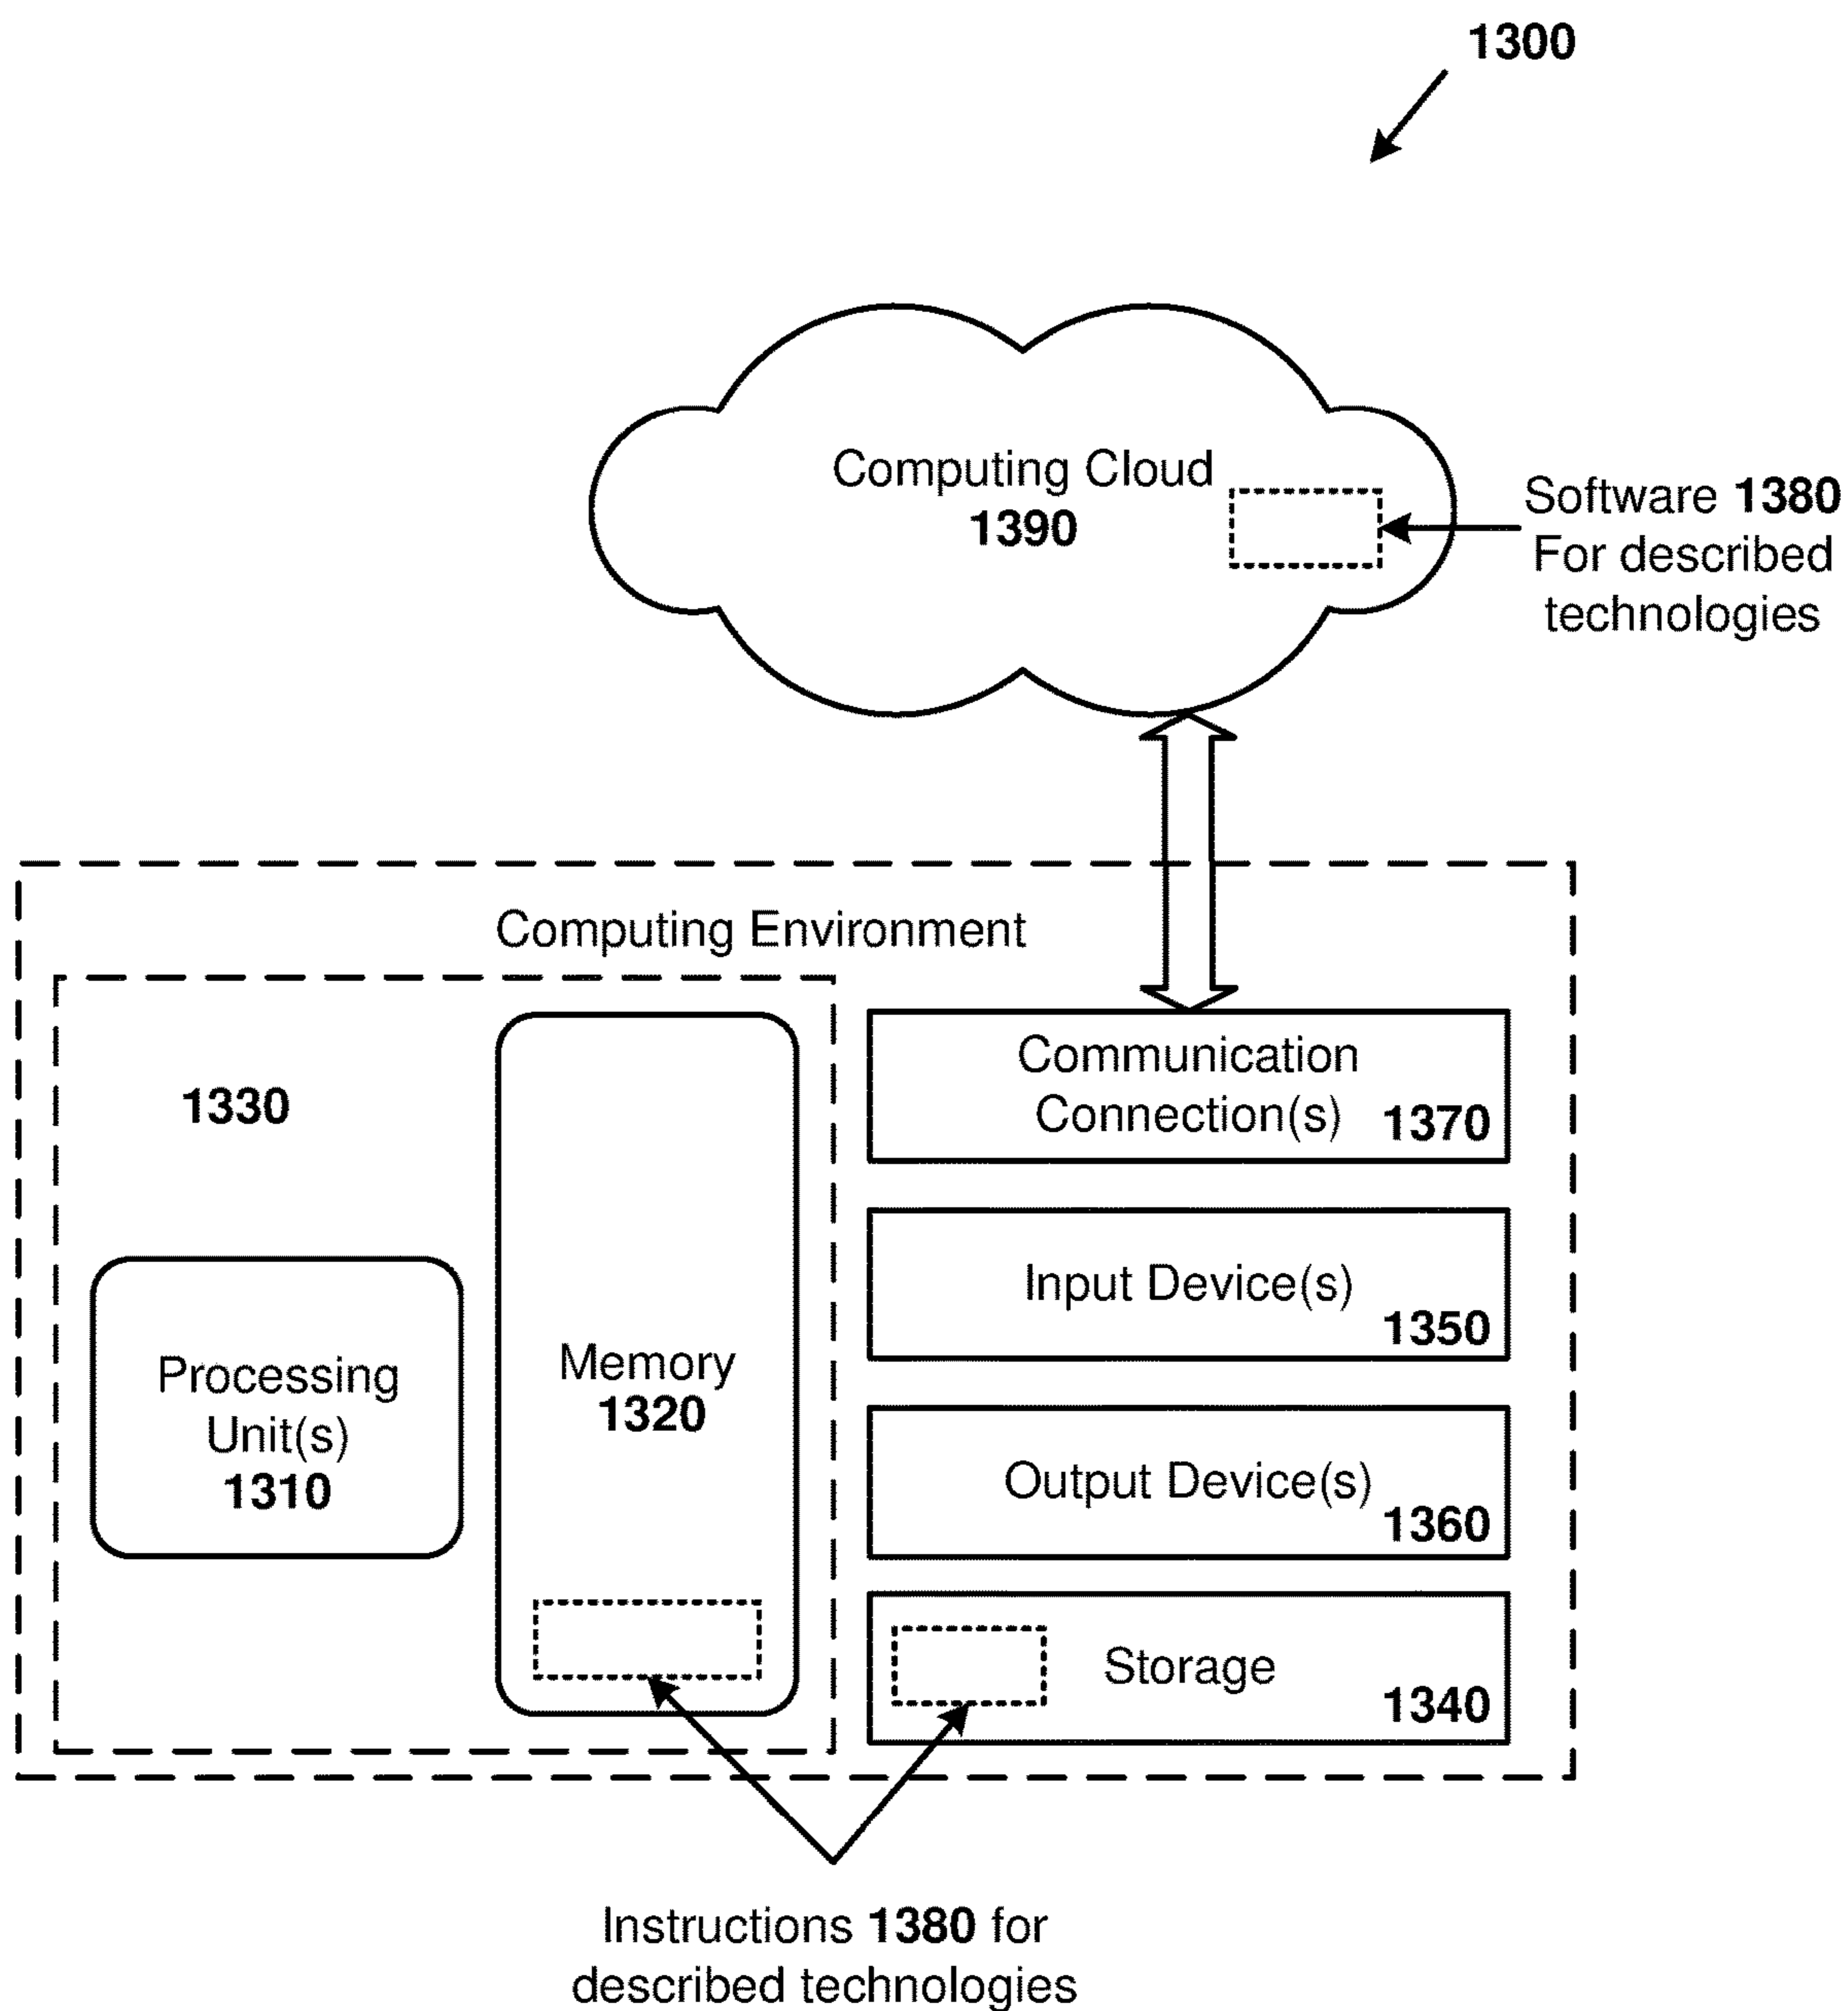 1300
Computing Cloud
1390
Software 1380
For described
technologies
Computing Environment
1330
Processing
Unit(s)
1310
Memory
1320
Communication
Connection(s) 1370
Input Device(s)
1350
Output Device(s)
1360
Storage
1340
Instructions 1380 for
described technologies